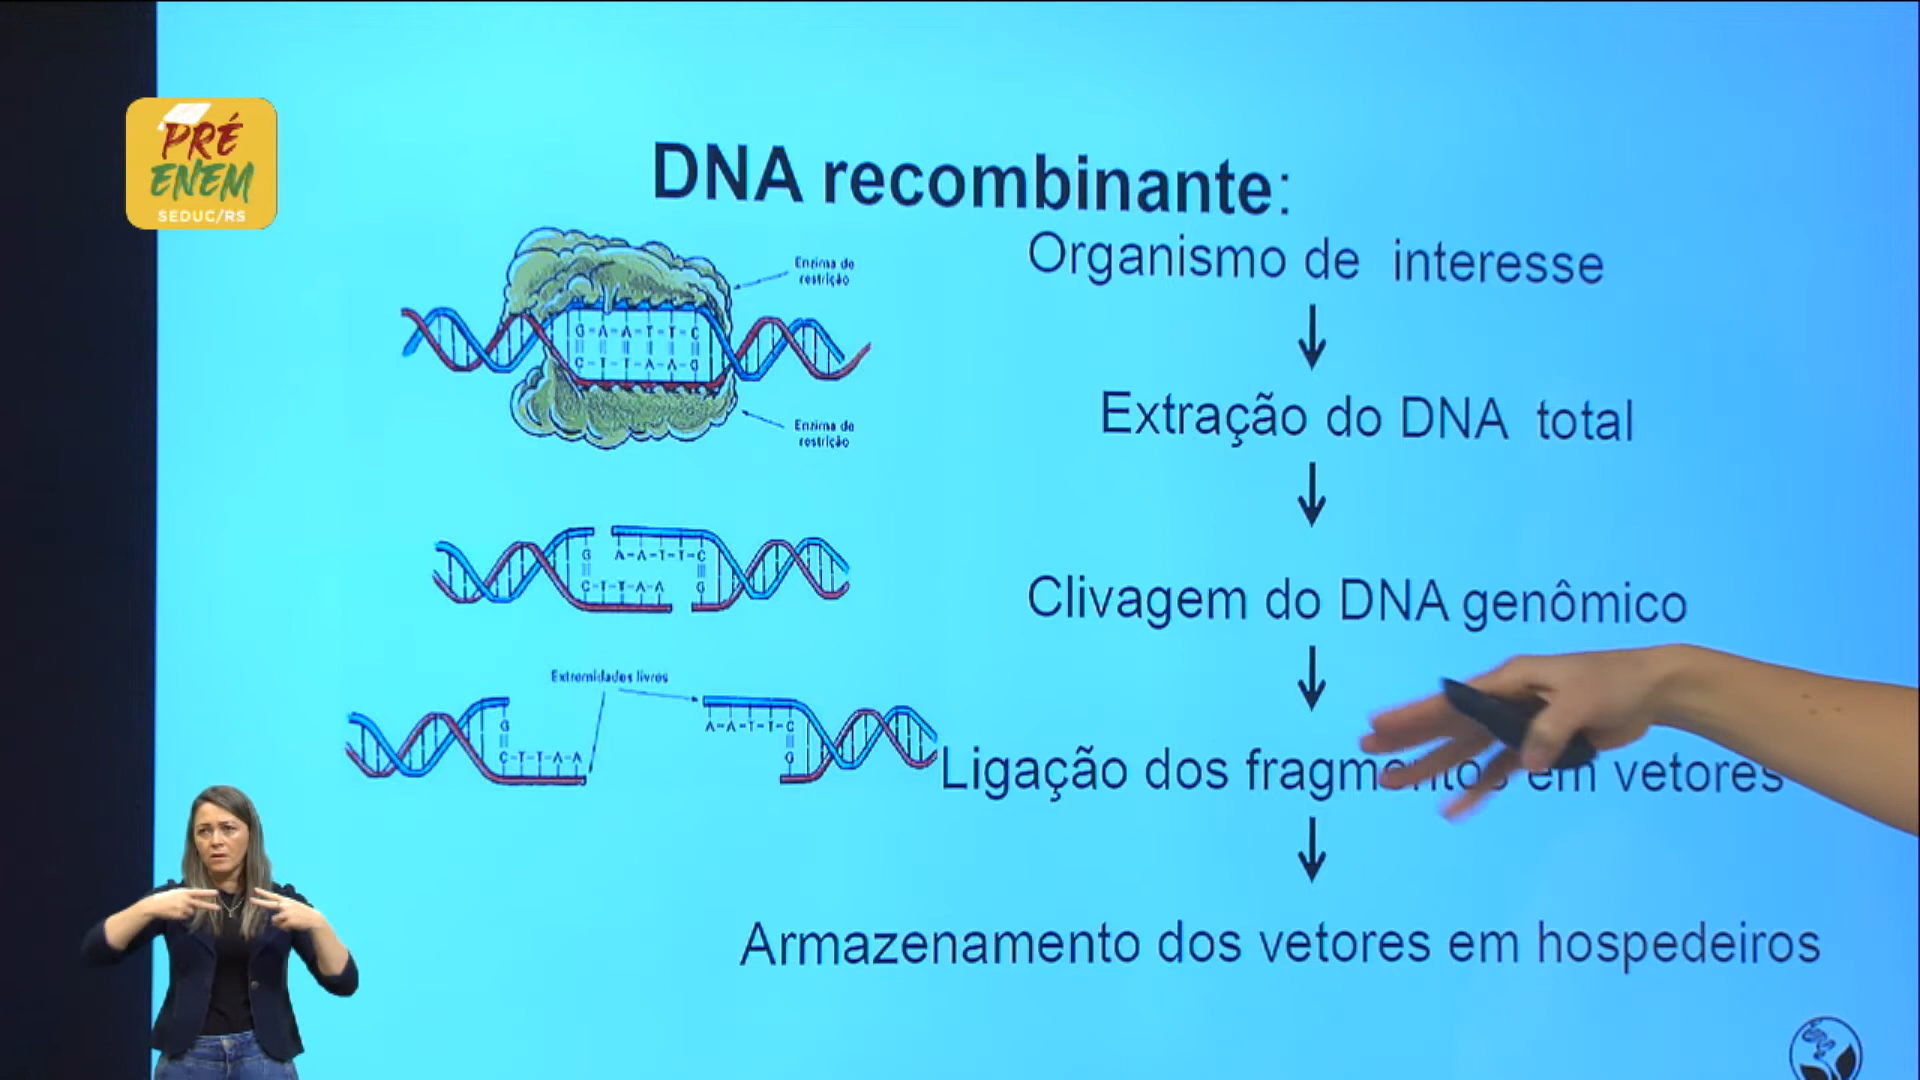 PRÉ
ENEM
SEDUC/RS
DNA recombinante:
Organismo de interesse
Extração do DNA total
Clivagem do DNA genômico
Ligação dos fragmentos em vetores
Armazenamento dos vetores em hospedeiros
Enzima de
restrição
G-A-A-T-T-C
C-T-T-A-A-G
Enzima de
restrição
G A-A-T-T-C
C-T-T-A-A G
Extremidades livres
G A-A-T-T-C
C-T-T-A-A G